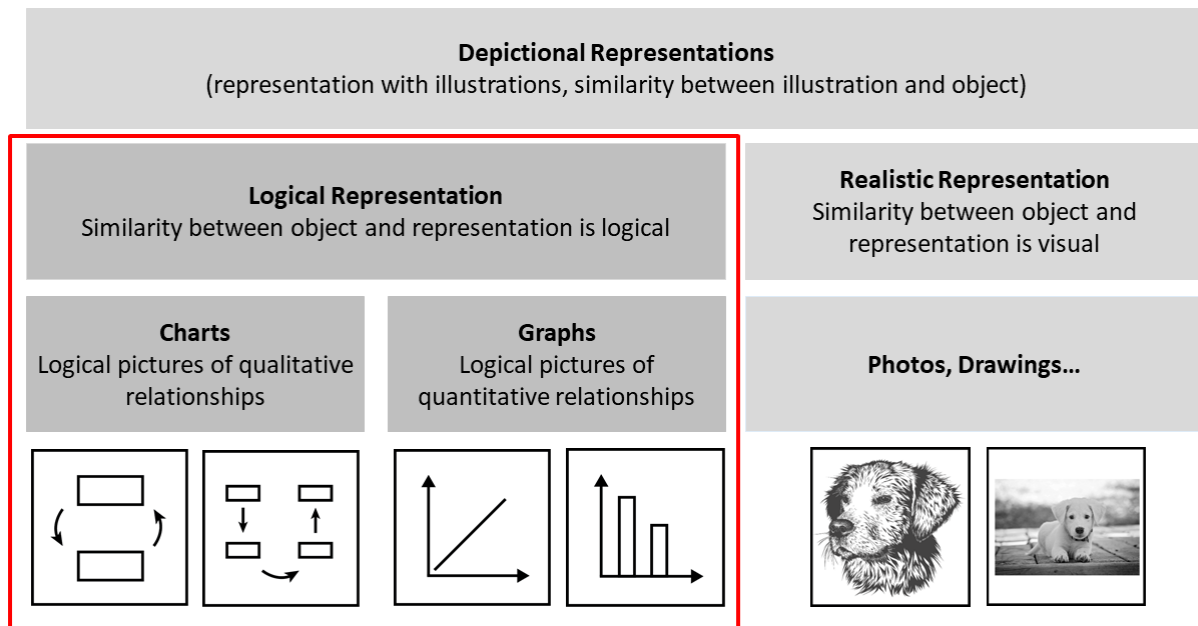 Depictional Representations
(representation with illustrations, similarity between illustration and object)
Logical Representation
Similarity between object and representation is logical
Realistic Representation
Similarity between object and
representation is visual
Charts
Logical pictures of qualitative
relationships
Graphs
Logical pictures of
quantitative relationships
Photos, Drawings...